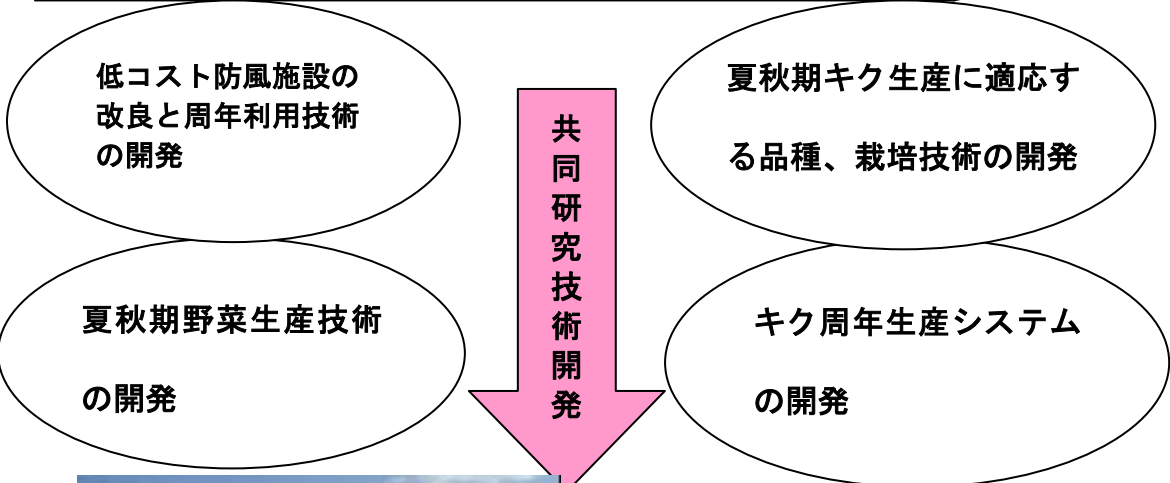 低コスト防風施設の
改良と周年利用技術
の開発
夏秋期野菜生産技術
の開発
共同研究技術開発
夏秋期キク生産に適応す
る品種、栽培技術の開発
キク周年生産システム
の開発